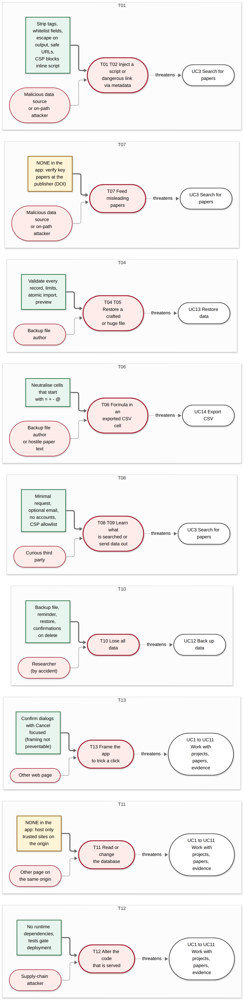 T01
Strip tags,
whitelist fields,
escape on
output, safe
URLs,
CSP blocks
inline script
T01 T02 Inject a
script or
dangerous link
via metadata
threatens
UC3 Search for
papers
Malicious data
source
or on-path
attacker
T07
NONE in the
app: verify key
papers at the
publisher (DOI)
T07 Feed
misleading
papers
threatens
UC3 Search for
papers
Malicious data
source
or on-path
attacker
T04
Validate every
record, limits,
atomic import,
preview
T04 T05
Restore a
crafted
or huge file
threatens
UC13 Restore
data
Backup file
author
T06
Neutralise cells
that start
with = + - @
T06 Formula in
an
exported CSV
cell
threatens
UC14 Export
CSV
Backup file
author
or hostile paper
text
T08
Minimal
request,
optional email,
no accounts,
CSP allowlist
T08 T09 Learn
what
is searched or
send data out
threatens
UC3 Search for
papers
Curious third
party
T10
Backup file,
reminder,
restore,
confirmations
on delete
T10 Lose all
data
threatens
UC12 Back up
data
Researcher
(by accident)
T13
Confirm dialogs
with Cancel
focused
(framing not
preventable)
T13 Frame the
app
to trick a click
threatens
UC1 to UC11
Work with
projects,
papers,
evidence
Other web page
T11
NONE in the
app: host only
trusted sites on
the origin
T11 Read or
change
the database
threatens
UC1 to UC11
Work with
projects,
papers,
evidence
Other page on
the same origin
T12
No runtime
dependencies,
tests gate
deployment
T12 Alter the
code
that is served
threatens
UC1 to UC11
Work with
projects,
papers,
evidence
Supply-chain
attacker